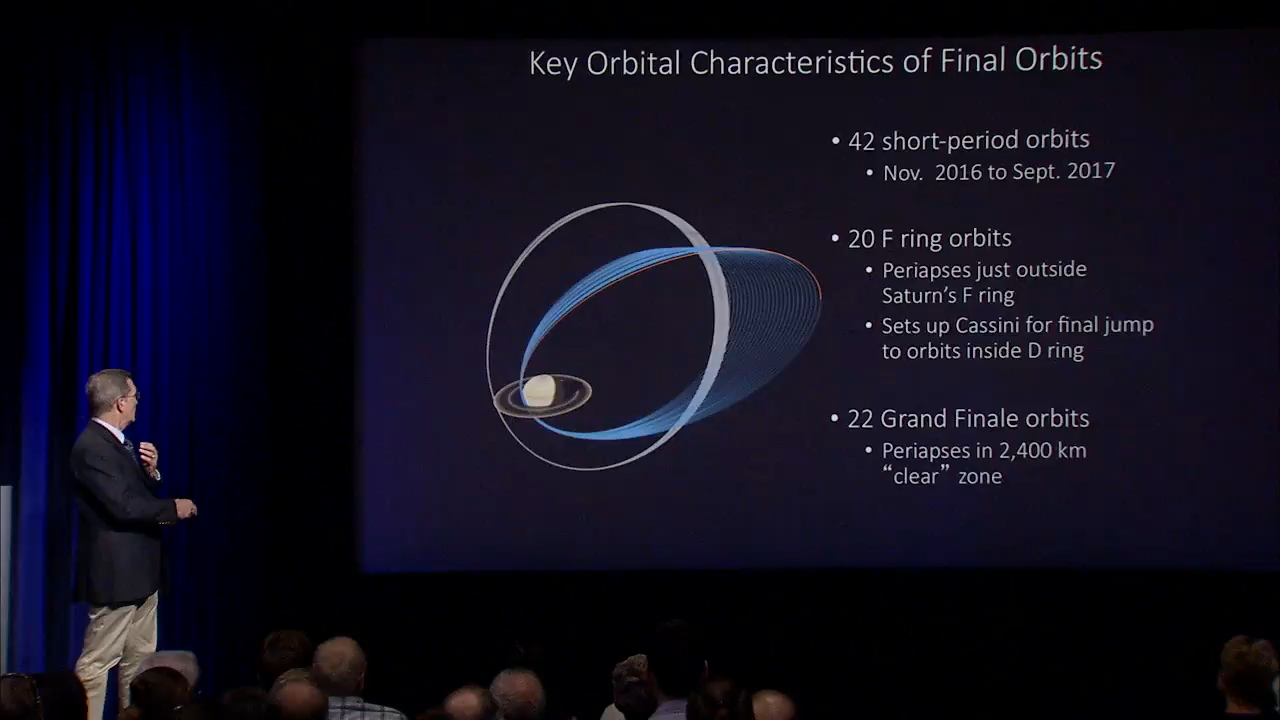 Key Orbital Characteristics of Final Orbits
• 42 short-period orbits
• Nov. 2016 to Sept. 2017
• 20 F ring orbits
• Periapses just outside
Saturn's F ring
• Sets up Cassini for final jump
to orbits inside D ring
• 22 Grand Finale orbits
• Periapses in 2,400 km
“clear” zone